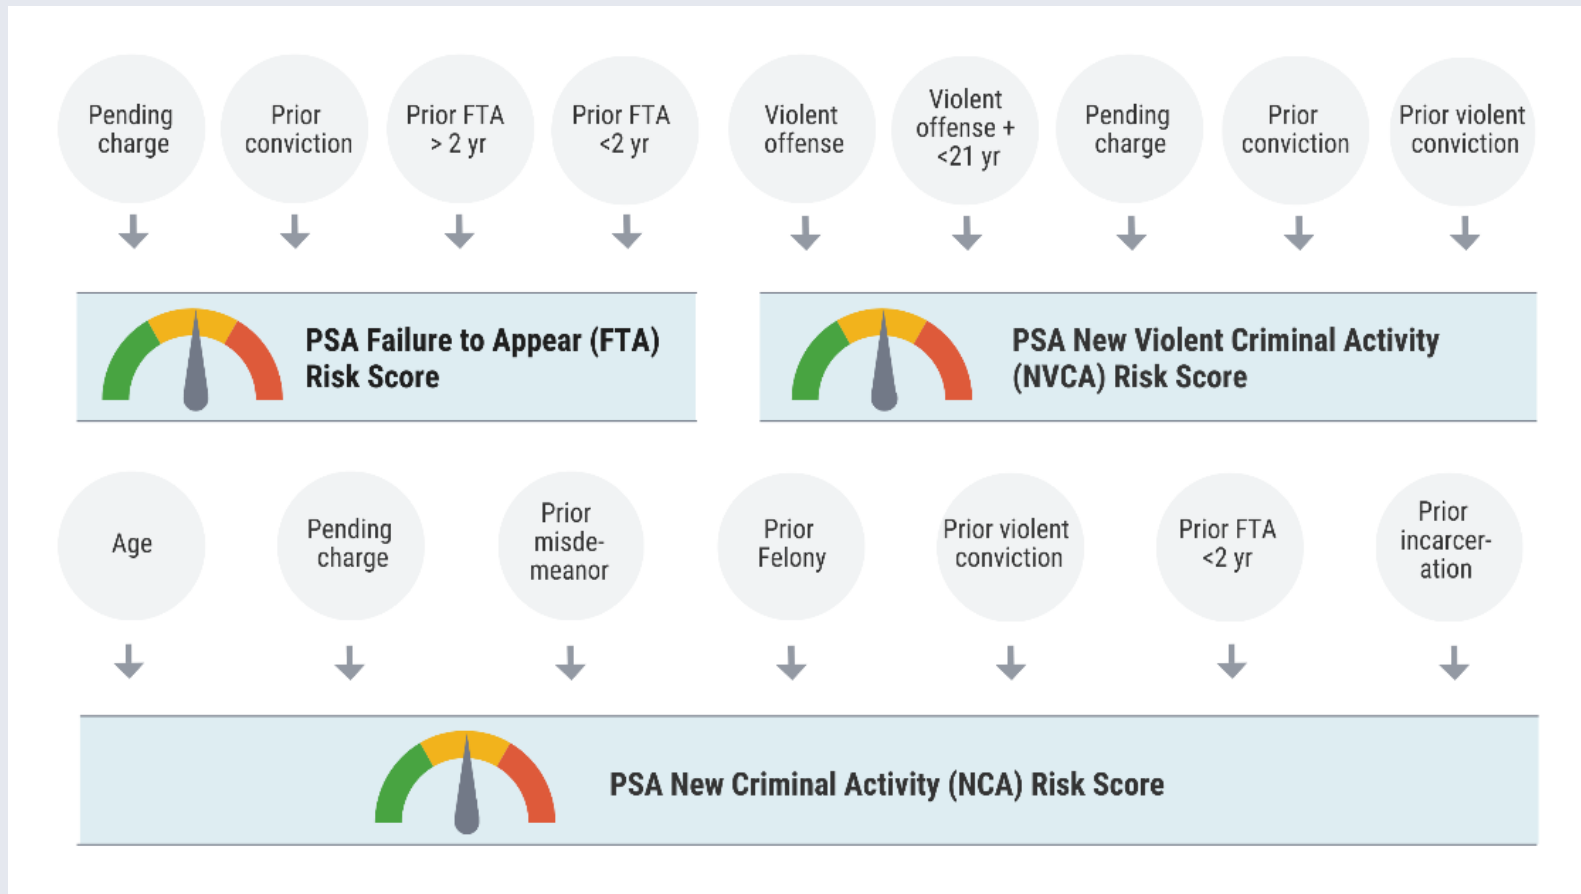 Pending
charge
Prior
conviction
Prior FTA
> 2 yr
Prior FTA
<2 yr
Violent
offense
Violent
offense +
<21 yr
Pending
charge
Prior
conviction
Prior violent
conviction
PSA Failure to Appear (FTA)
Risk Score
PSA New Violent Criminal Activity
(NVCA) Risk Score
Age
Pending
charge
Prior
misde-
meanor
Prior
Felony
Prior violent
conviction
Prior FTA
<2 yr
Prior
incarcer-
ation
PSA New Criminal Activity (NCA) Risk Score